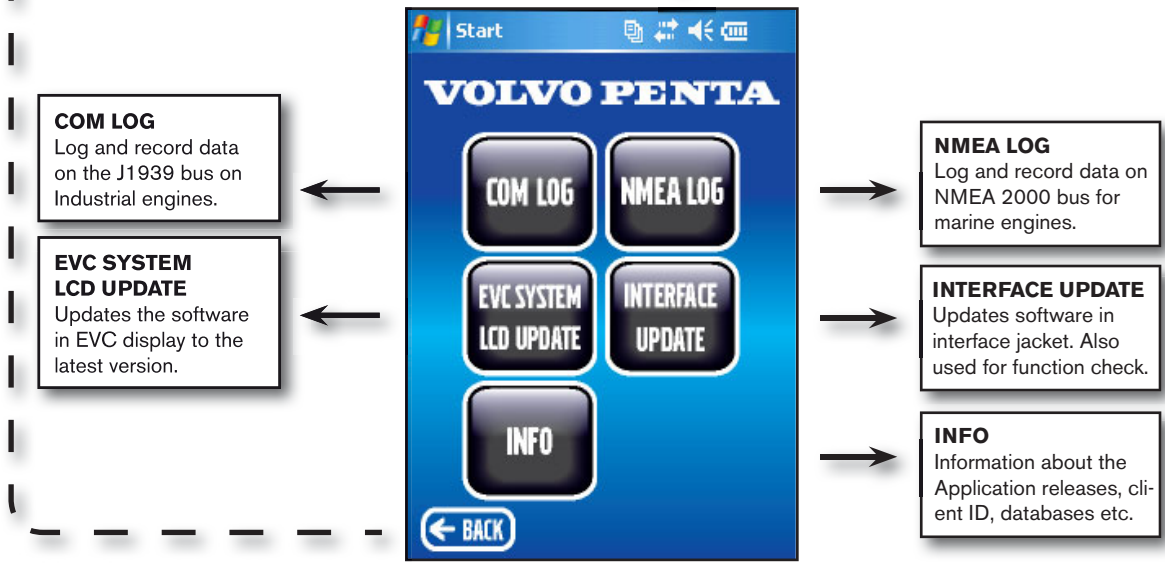 Start
VOLVO PENTA
COM LOG
Log and record data
on the J1939 bus on
Industrial engines.
EVC SYSTEM
LCD UPDATE
Updates the software
in EVC display to the
latest version.
COM LOG
NMEA LOG
EVC SYSTEM
LCD UPDATE
INTERFACE
UPDATE
INFO
BACK
NMEA LOG
Log and record data on
NMEA 2000 bus for
marine engines.
INTERFACE UPDATE
Updates software in
interface jacket. Also
used for function check.
INFO
Information about the
Application releases, cli-
ent ID, databases etc.